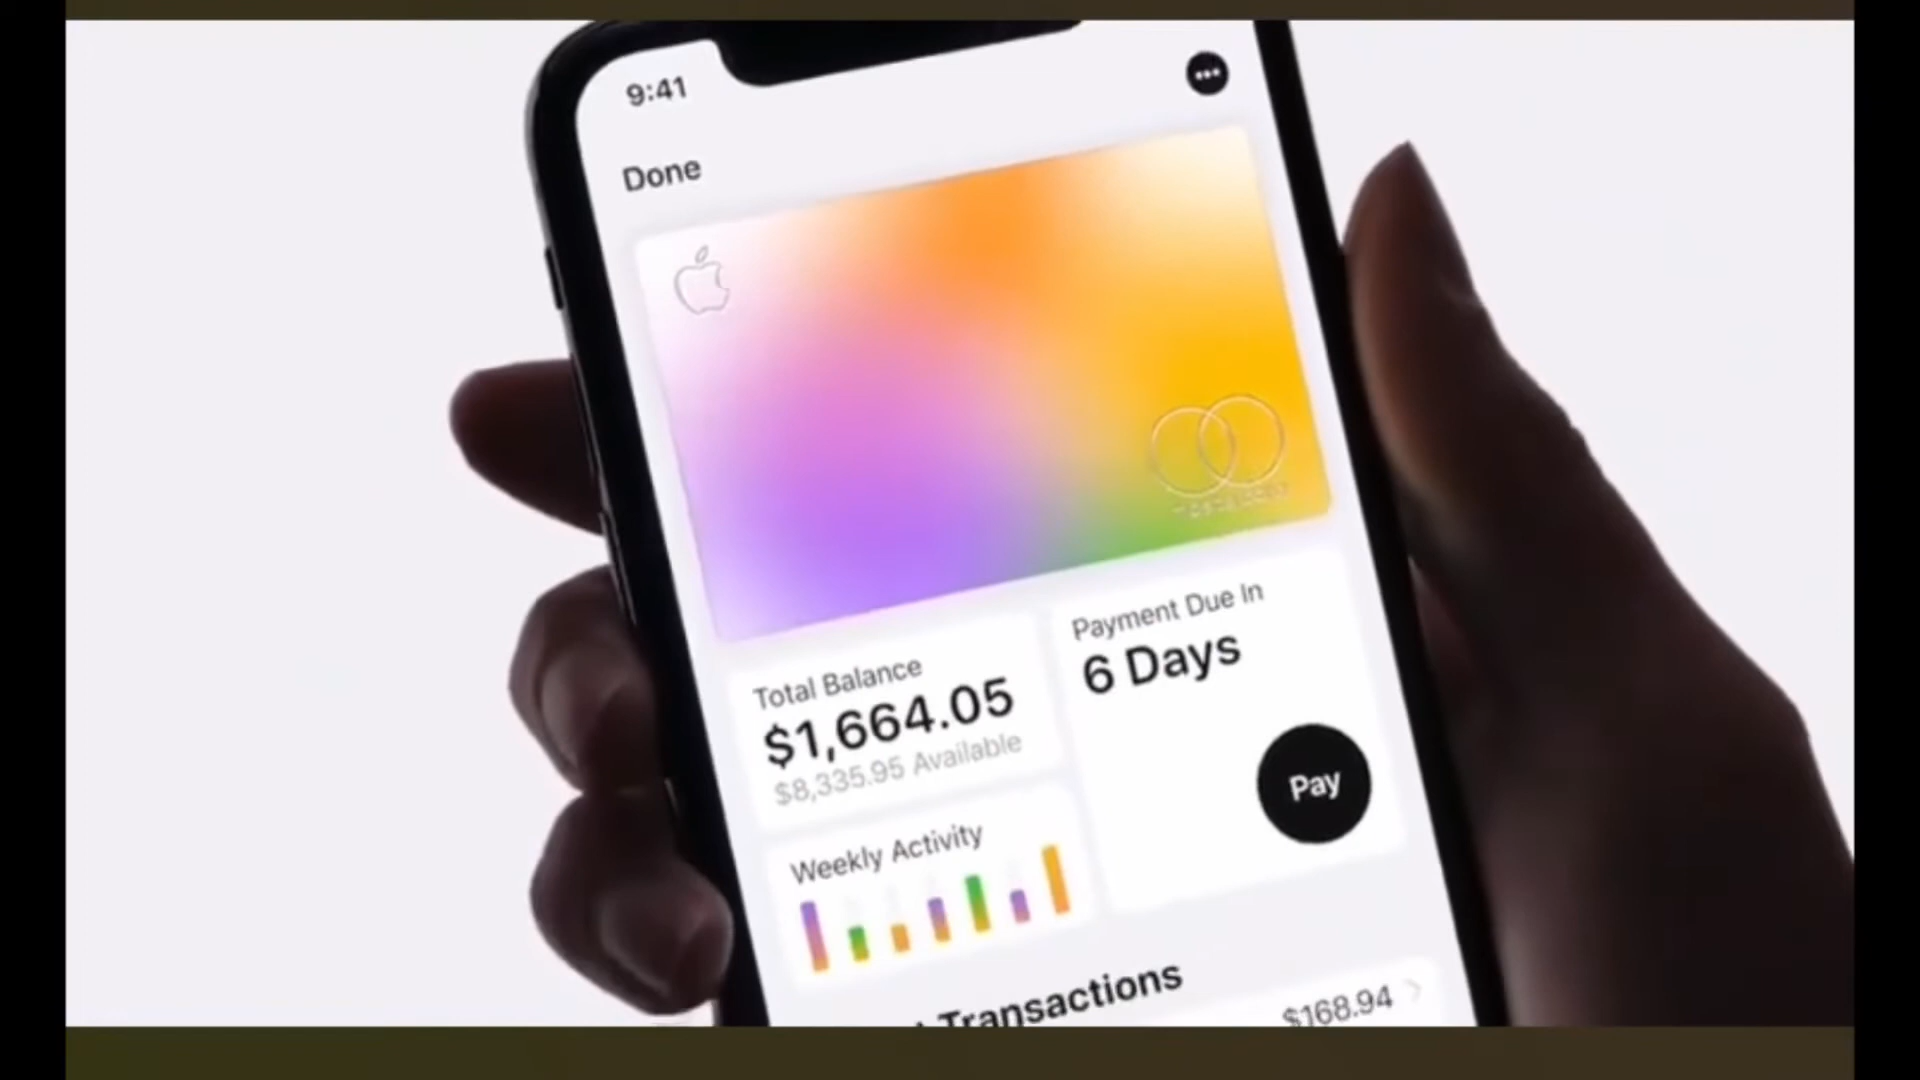 9:41
Done
Total Balance
$1,664.05
$8,335.95 Available
Payment Due In
6 Days
Pay
Weekly Activity
Transactions
$168.94